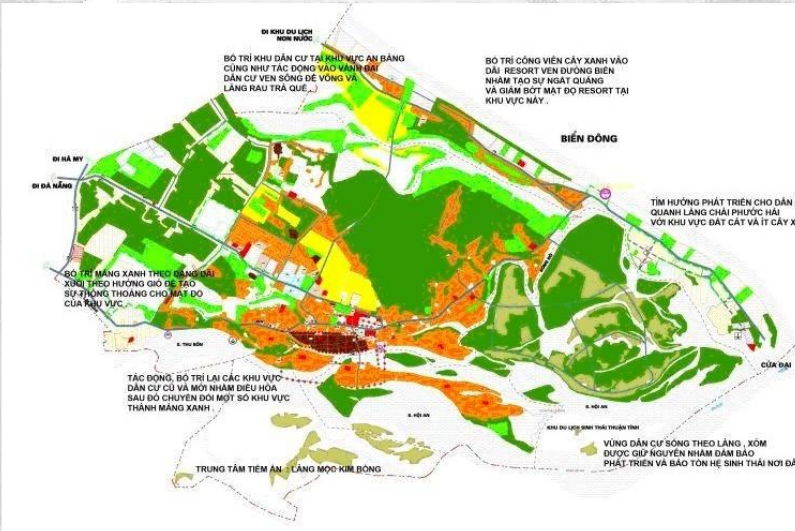 ĐI KHU DU LỊCH
NON NƯỚC
BỐ TRÍ KHU DÂN CƯ TẠI KHU VỰC AN BÀNG
CŨNG NHƯ TÁC ĐỘNG VÀO VÀNH ĐAI
DÂN CƯ VEN SÔNG ĐẾ VÕNG VÀ
LÀNG RAU TRÀ QUẾ
BỐ TRÍ CÔNG VIÊN CÂY XANH VÀO
DẢI RESORT VEN ĐƯỜNG BIỂN
NHẰM TẠO SỰ NGẮT QUÃNG
VÀ GIẢM BỚT MẬT ĐỘ RESORT TẠI
KHU VỰC NÀY .
BIỂN ĐÔNG
ĐI HÀ MY
ĐI ĐÀ NẴNG
TÌM HƯỚNG PHÁT TRIỂN CHO DÂN
QUANH LÀNG CHÀI PHƯỚC HẢI
VỚI KHU VỰC ĐẤT CÁT VÀ ÍT CÂY X
BỐ TRÍ MẢNG XANH THEO DẠNG DẢI
XUÔI THEO HƯỚNG GIÓ ĐỂ TẠO
SỰ THÔNG THOÁNG CHO MẬT DỘ
CỦA KHU VỰC
S. THU BỒN
CỬA ĐẠI
TÁC ĐỘNG, BỐ TRÍ LẠI CÁC KHU VỰC
DÂN CƯ CŨ VÀ MỚI NHẰM ĐIỀU HÒA
SAU ĐÓ CHUYỂN ĐỔI MỘT SỐ KHU VỰC
THÀNH MẢNG XANH
S. HỘI AN
S. HỘI AN
KHU DU LỊCH SINH THÁI THUẬN TÌNH
VÙNG DÂN CƯ SỐNG THEO LÀNG , XÓM
ĐƯỢC GIỮ NGUYÊN NHẰM ĐẢM BẢO
PHÁT TRIỂN VÀ BẢO TỒN HỆ SINH THÁI NƠI ĐÂ
TRUNG TÂM TIỀM ẨN : LÀNG MỘC KIM BỒNG